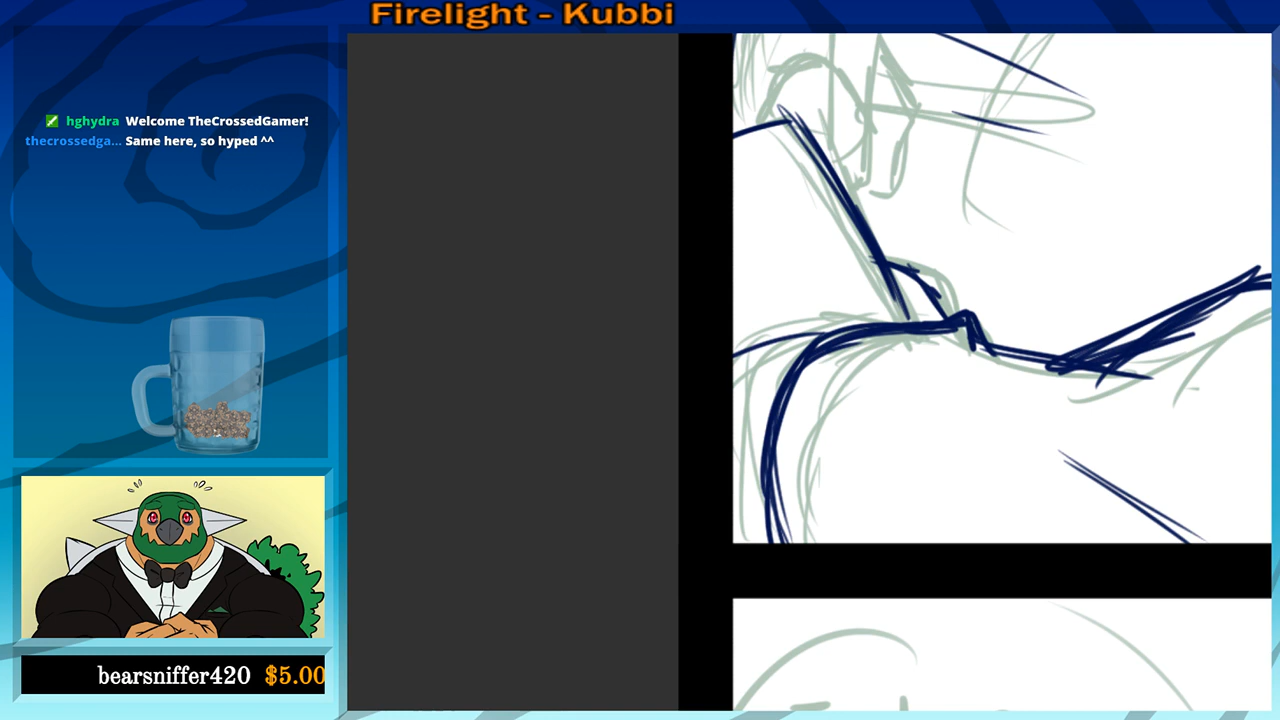 Firelight - Kubbi
hghydra Welcome TheCrossedGamer!
thecrossedga... Same here, so hyped ^^
bearsniffer420 $5.00